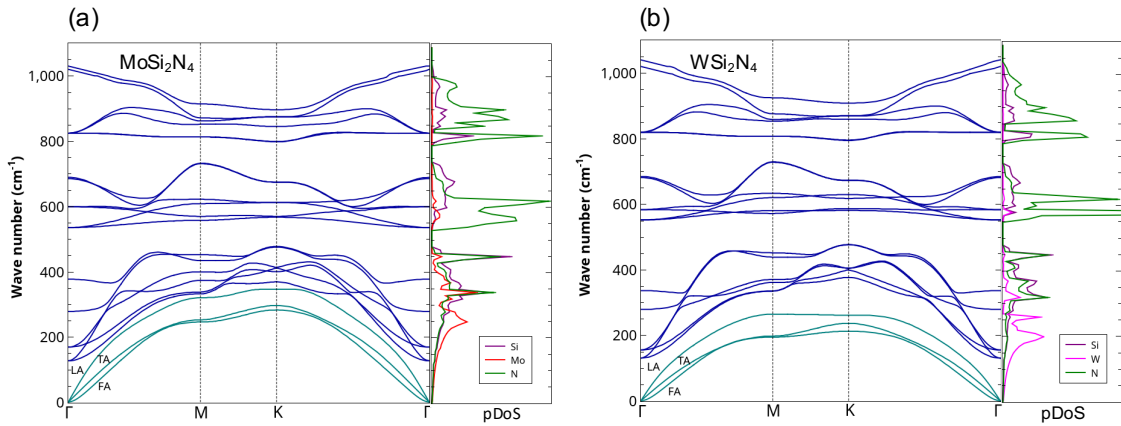 (a)
MoSi₂N₄
Wave number (cm⁻¹)
1,000
800
600
400
200
0
LA
TA
FA
Γ
M
K
Γ
Si
Mo
N
pDoS
(b)
WSi₂N₄
Wave number (cm⁻¹)
1,000
800
600
400
200
0
LA
TA
FA
Γ
M
K
Γ
Si
W
N
pDoS